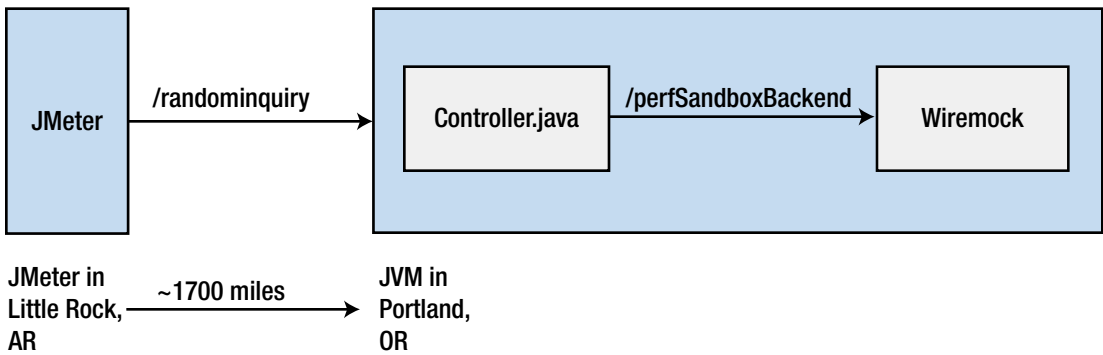 JMeter
/randominquiry
Controller.java
/perfSandboxBackend
Wiremock
JMeter in
Little Rock,
AR
~1700 miles
JVM in
Portland,
OR